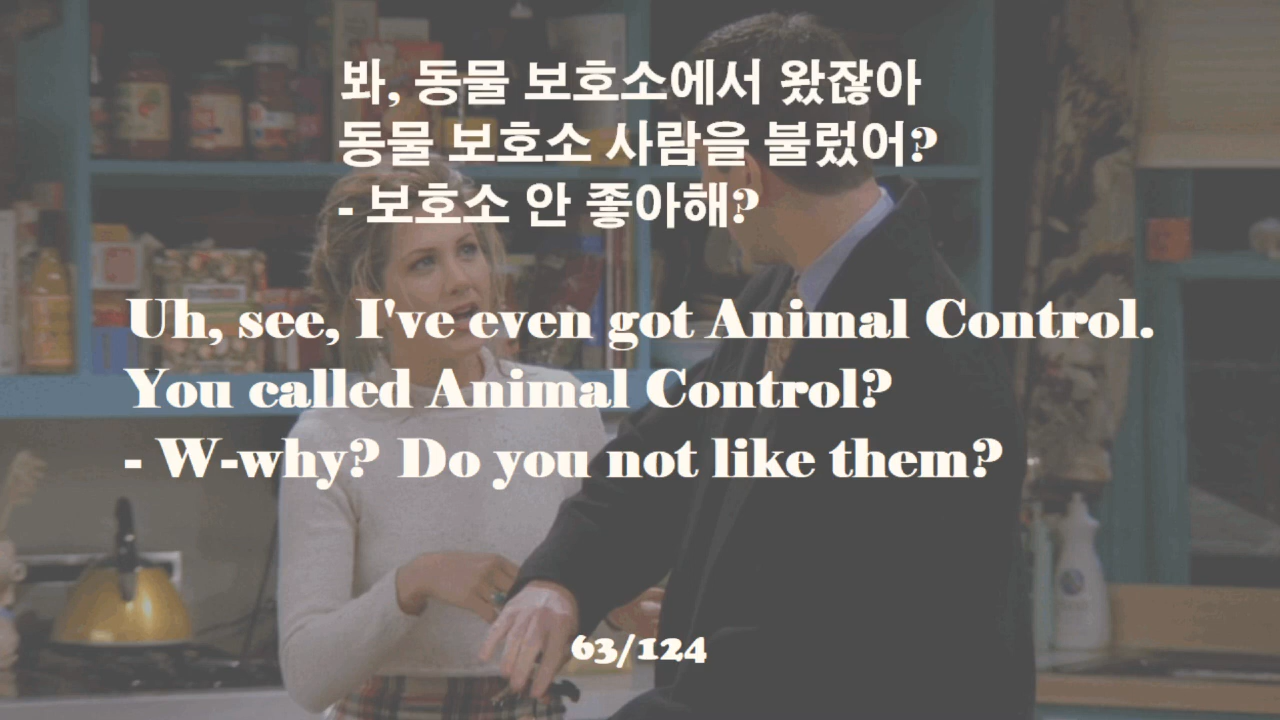 봐, 동물 보호소에서 왔잖아
동물 보호소 사람을 불렀어?
- 보호소 안 좋아해?
Uh, see, I've even got Animal Control.
You called Animal Control?
- W-why? Do you not like them?
63/124